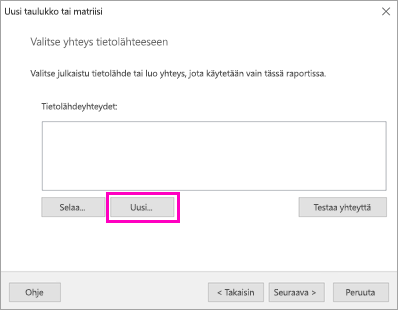 Uusi taulukko tai matriisi
Valitse yhteys tietolähteeseen
Valitse julkaistu tietolähde tai luo yhteys, jota käytetään vain tässä raportissa.
Tietolähdeyhteydet:
Selaa... Uusi... Testaa yhteyttä
Ohje < Takaisin Seuraava > Peruuta